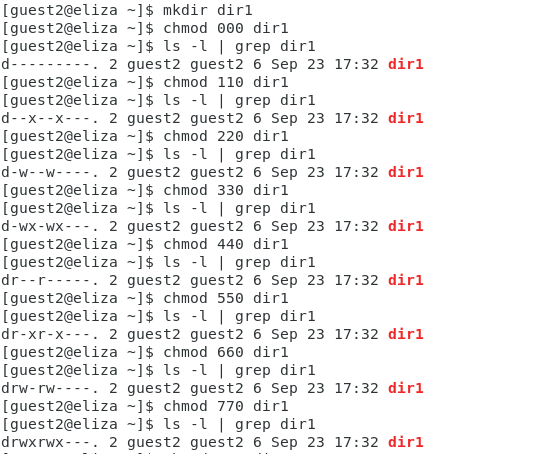 [guest2@eliza ~]$ mkdir dir1
[guest2@eliza ~]$ chmod 000 dir1
[guest2@eliza ~]$ ls -l | grep dir1
d---------. 2 guest2 guest2 6 Sep 23 17:32 dir1
[guest2@eliza ~]$ chmod 110 dir1
[guest2@eliza ~]$ ls -l | grep dir1
d--x--x---. 2 guest2 guest2 6 Sep 23 17:32 dir1
[guest2@eliza ~]$ chmod 220 dir1
[guest2@eliza ~]$ ls -l | grep dir1
d-w--w----. 2 guest2 guest2 6 Sep 23 17:32 dir1
[guest2@eliza ~]$ chmod 330 dir1
[guest2@eliza ~]$ ls -l | grep dir1
d-wx-wx---. 2 guest2 guest2 6 Sep 23 17:32 dir1
[guest2@eliza ~]$ chmod 440 dir1
[guest2@eliza ~]$ ls -l | grep dir1
dr--r-----. 2 guest2 guest2 6 Sep 23 17:32 dir1
[guest2@eliza ~]$ chmod 550 dir1
[guest2@eliza ~]$ ls -l | grep dir1
dr-xr-x---. 2 guest2 guest2 6 Sep 23 17:32 dir1
[guest2@eliza ~]$ chmod 660 dir1
[guest2@eliza ~]$ ls -l | grep dir1
drw-rw----. 2 guest2 guest2 6 Sep 23 17:32 dir1
[guest2@eliza ~]$ chmod 770 dir1
[guest2@eliza ~]$ ls -l | grep dir1
drwxrwx---. 2 guest2 guest2 6 Sep 23 17:32 dir1